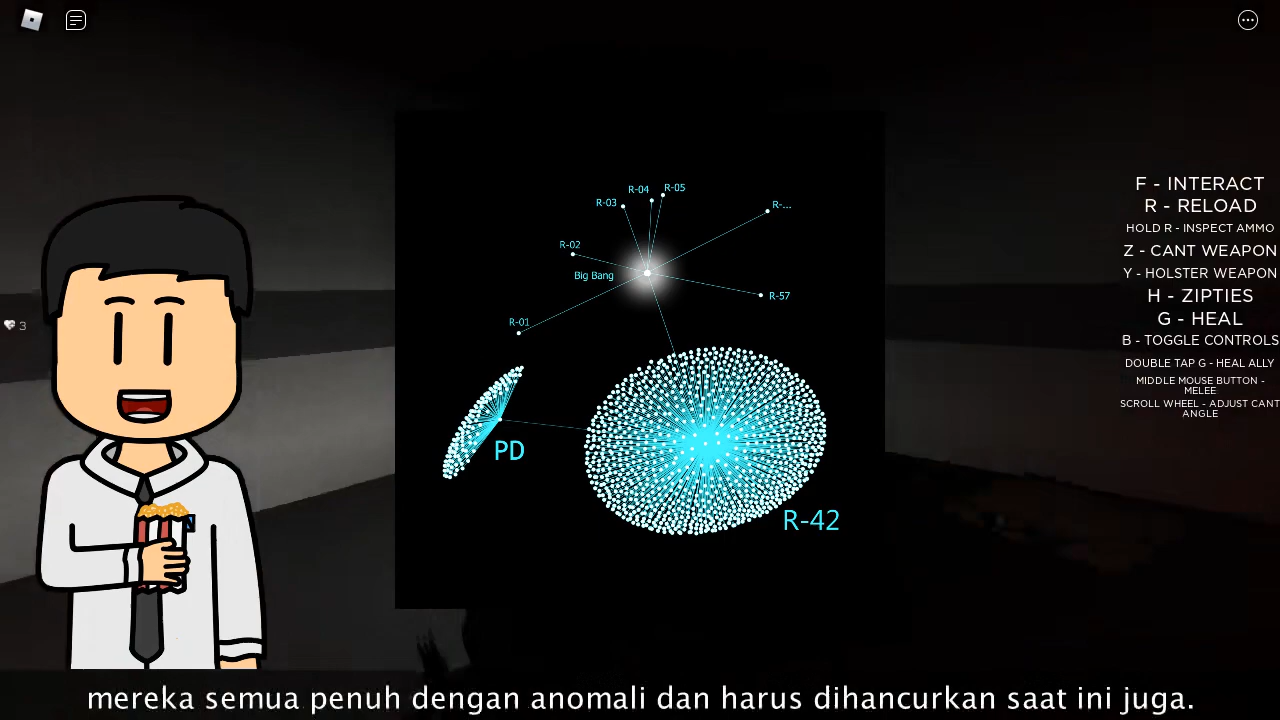 R-04
R-05
R-03
R-...
R-02
Big Bang
R-57
R-01
PD
R-42
3
F - INTERACT
R - RELOAD
HOLD R - INSPECT AMMO
Z - CANT WEAPON
Y - HOLSTER WEAPON
H - ZIPTIES
G - HEAL
B - TOGGLE CONTROLS
DOUBLE TAP G - HEAL ALLY
MIDDLE MOUSE BUTTON -
MELEE
SCROLL WHEEL - ADJUST CANT
ANGLE
mereka semua penuh dengan anomali dan harus dihancurkan saat ini juga.